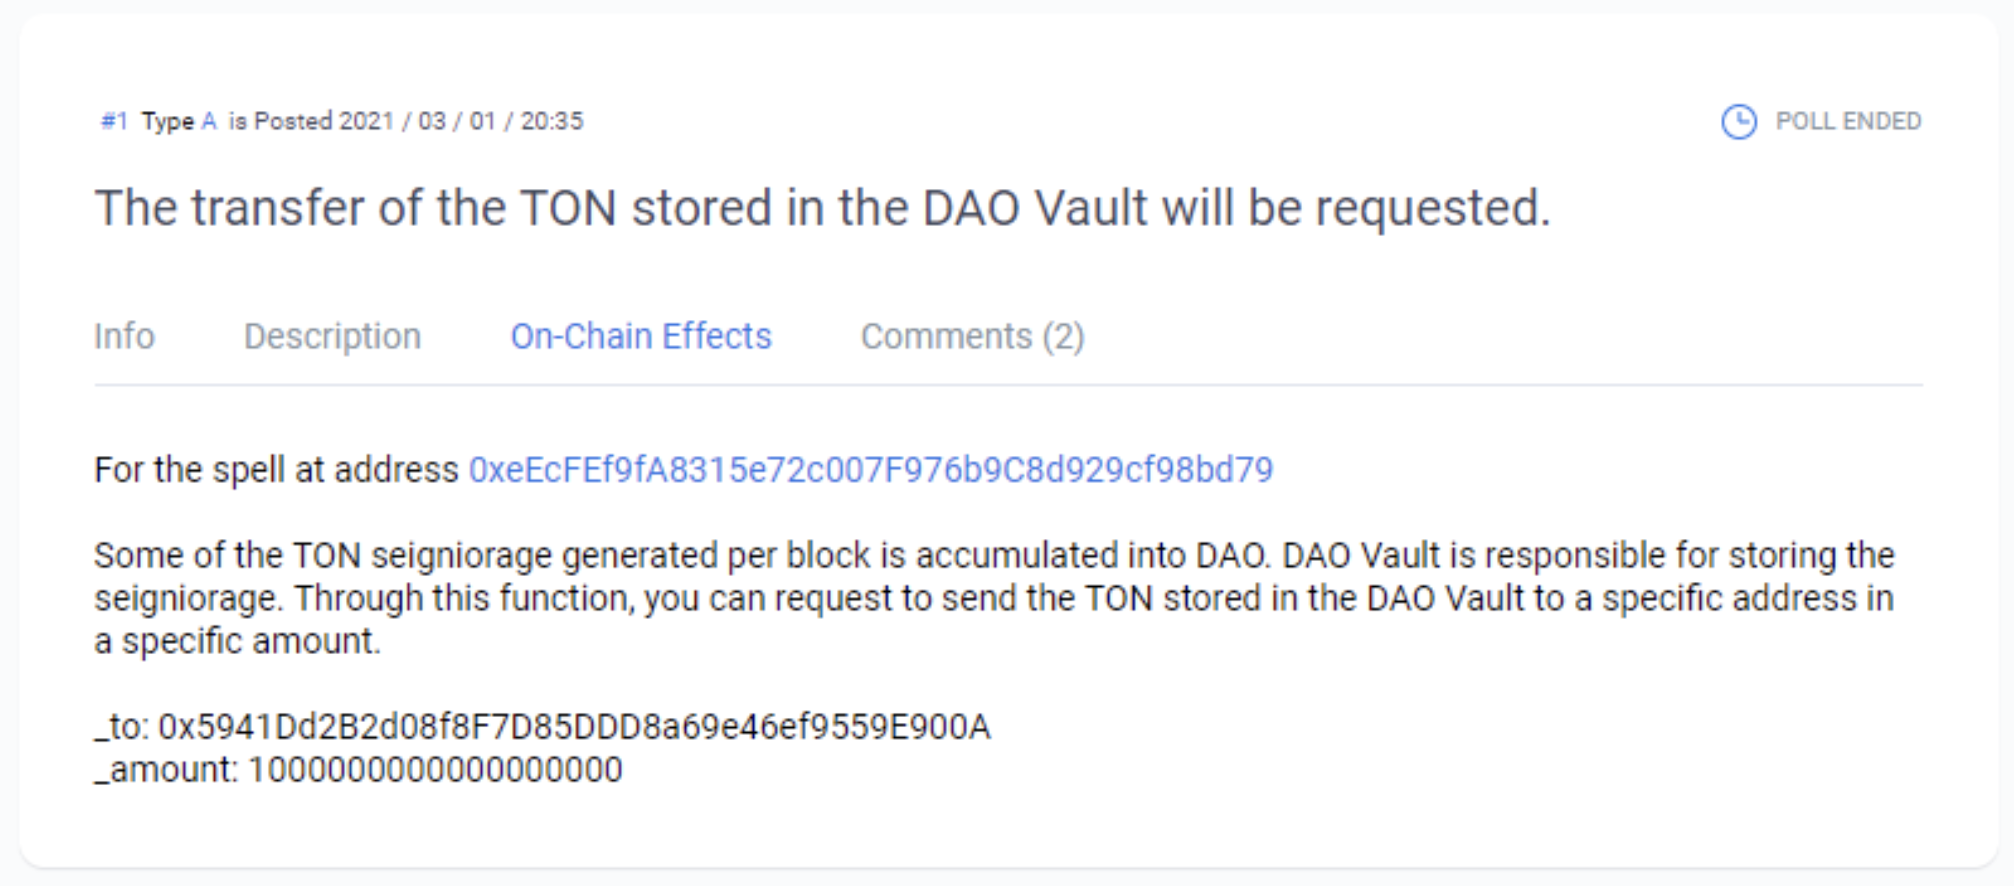 #1 Type A is Posted 2021 / 03 / 01 / 20:35
POLL ENDED
The transfer of the TON stored in the DAO Vault will be requested.
Info Description On-Chain Effects Comments (2)
For the spell at address 0xeEcFEf9fA8315e72c007F976b9C8d929cf98bd79
Some of the TON seigniorage generated per block is accumulated into DAO. DAO Vault is responsible for storing the
seigniorage. Through this function, you can request to send the TON stored in the DAO Vault to a specific address in
a specific amount.
_to: 0x5941Dd2B2d08f8F7D85DDD8a69e46ef9559E900A
_amount: 10000000000000000000